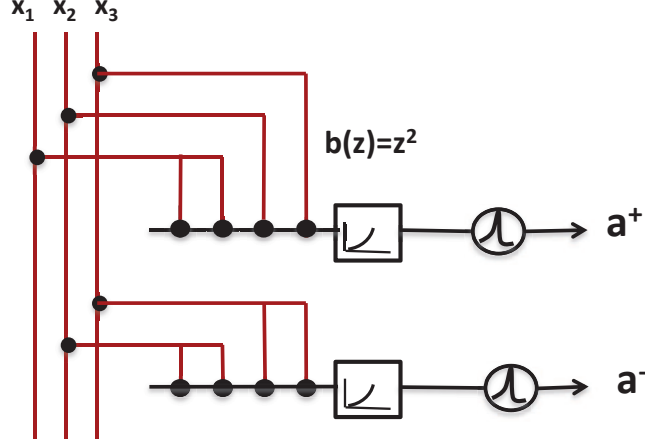 x₁ x₂ x₃
b(z)=z²
a⁺
a⁻